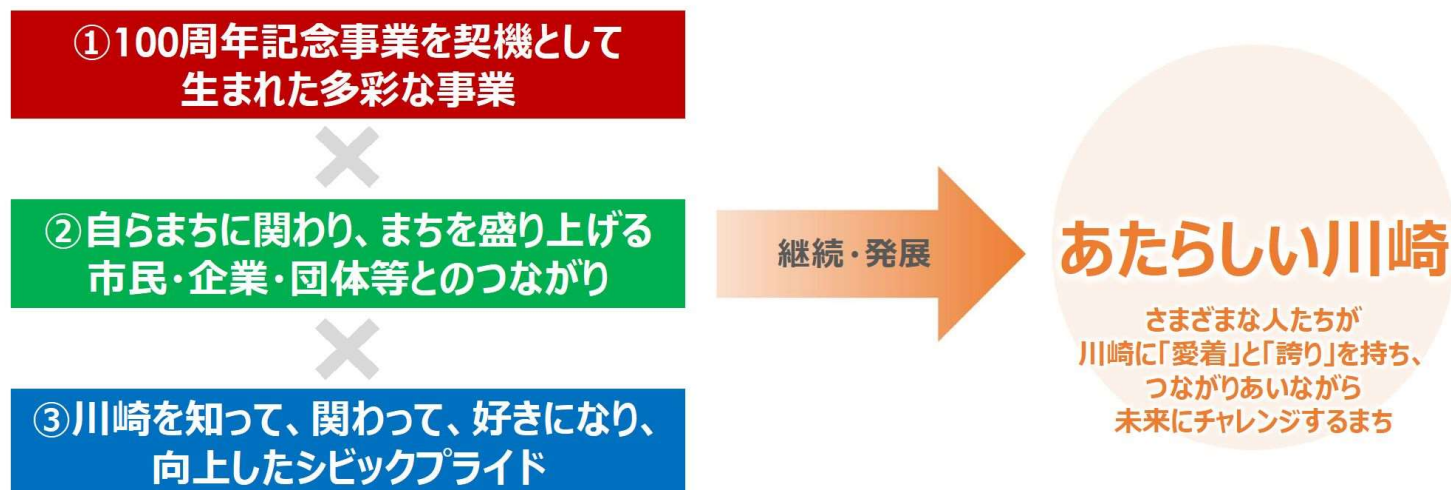 ①100周年記念事業を契機として
生まれた多彩な事業
②自らまちに関わり、まちを盛り上げる
市民・企業・団体等とのつながり
③川崎を知って、関わって、好きになり、
向上したシビックプライド
継続・発展
あたらしい川崎
さまざまな人たちが
川崎に「愛着」と「誇り」を持ち、
つながりあいながら
未来にチャレンジするまち